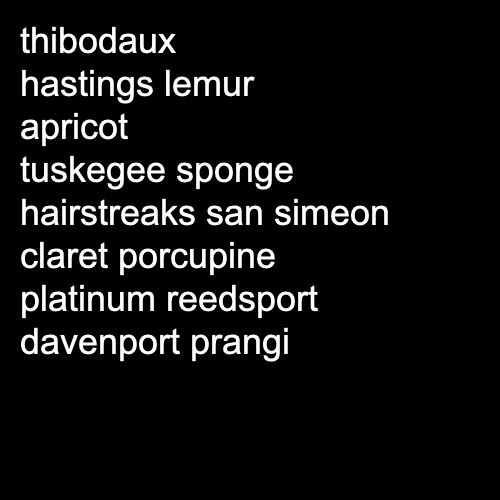 thibodaux
hastings lemur
apricot
tuskegee sponge
hairstreaks san simeon
claret porcupine
platinum reedsport
davenport prangi